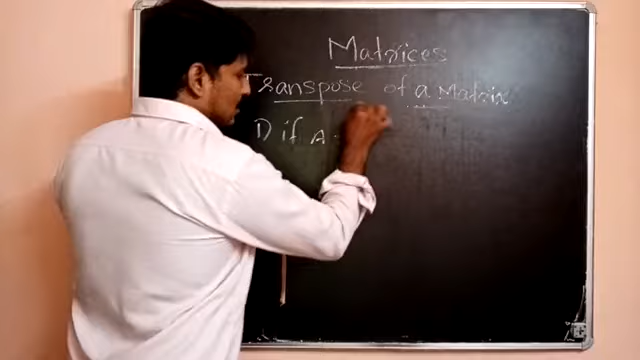 Matrices
Transpose of a Matrix
D if A